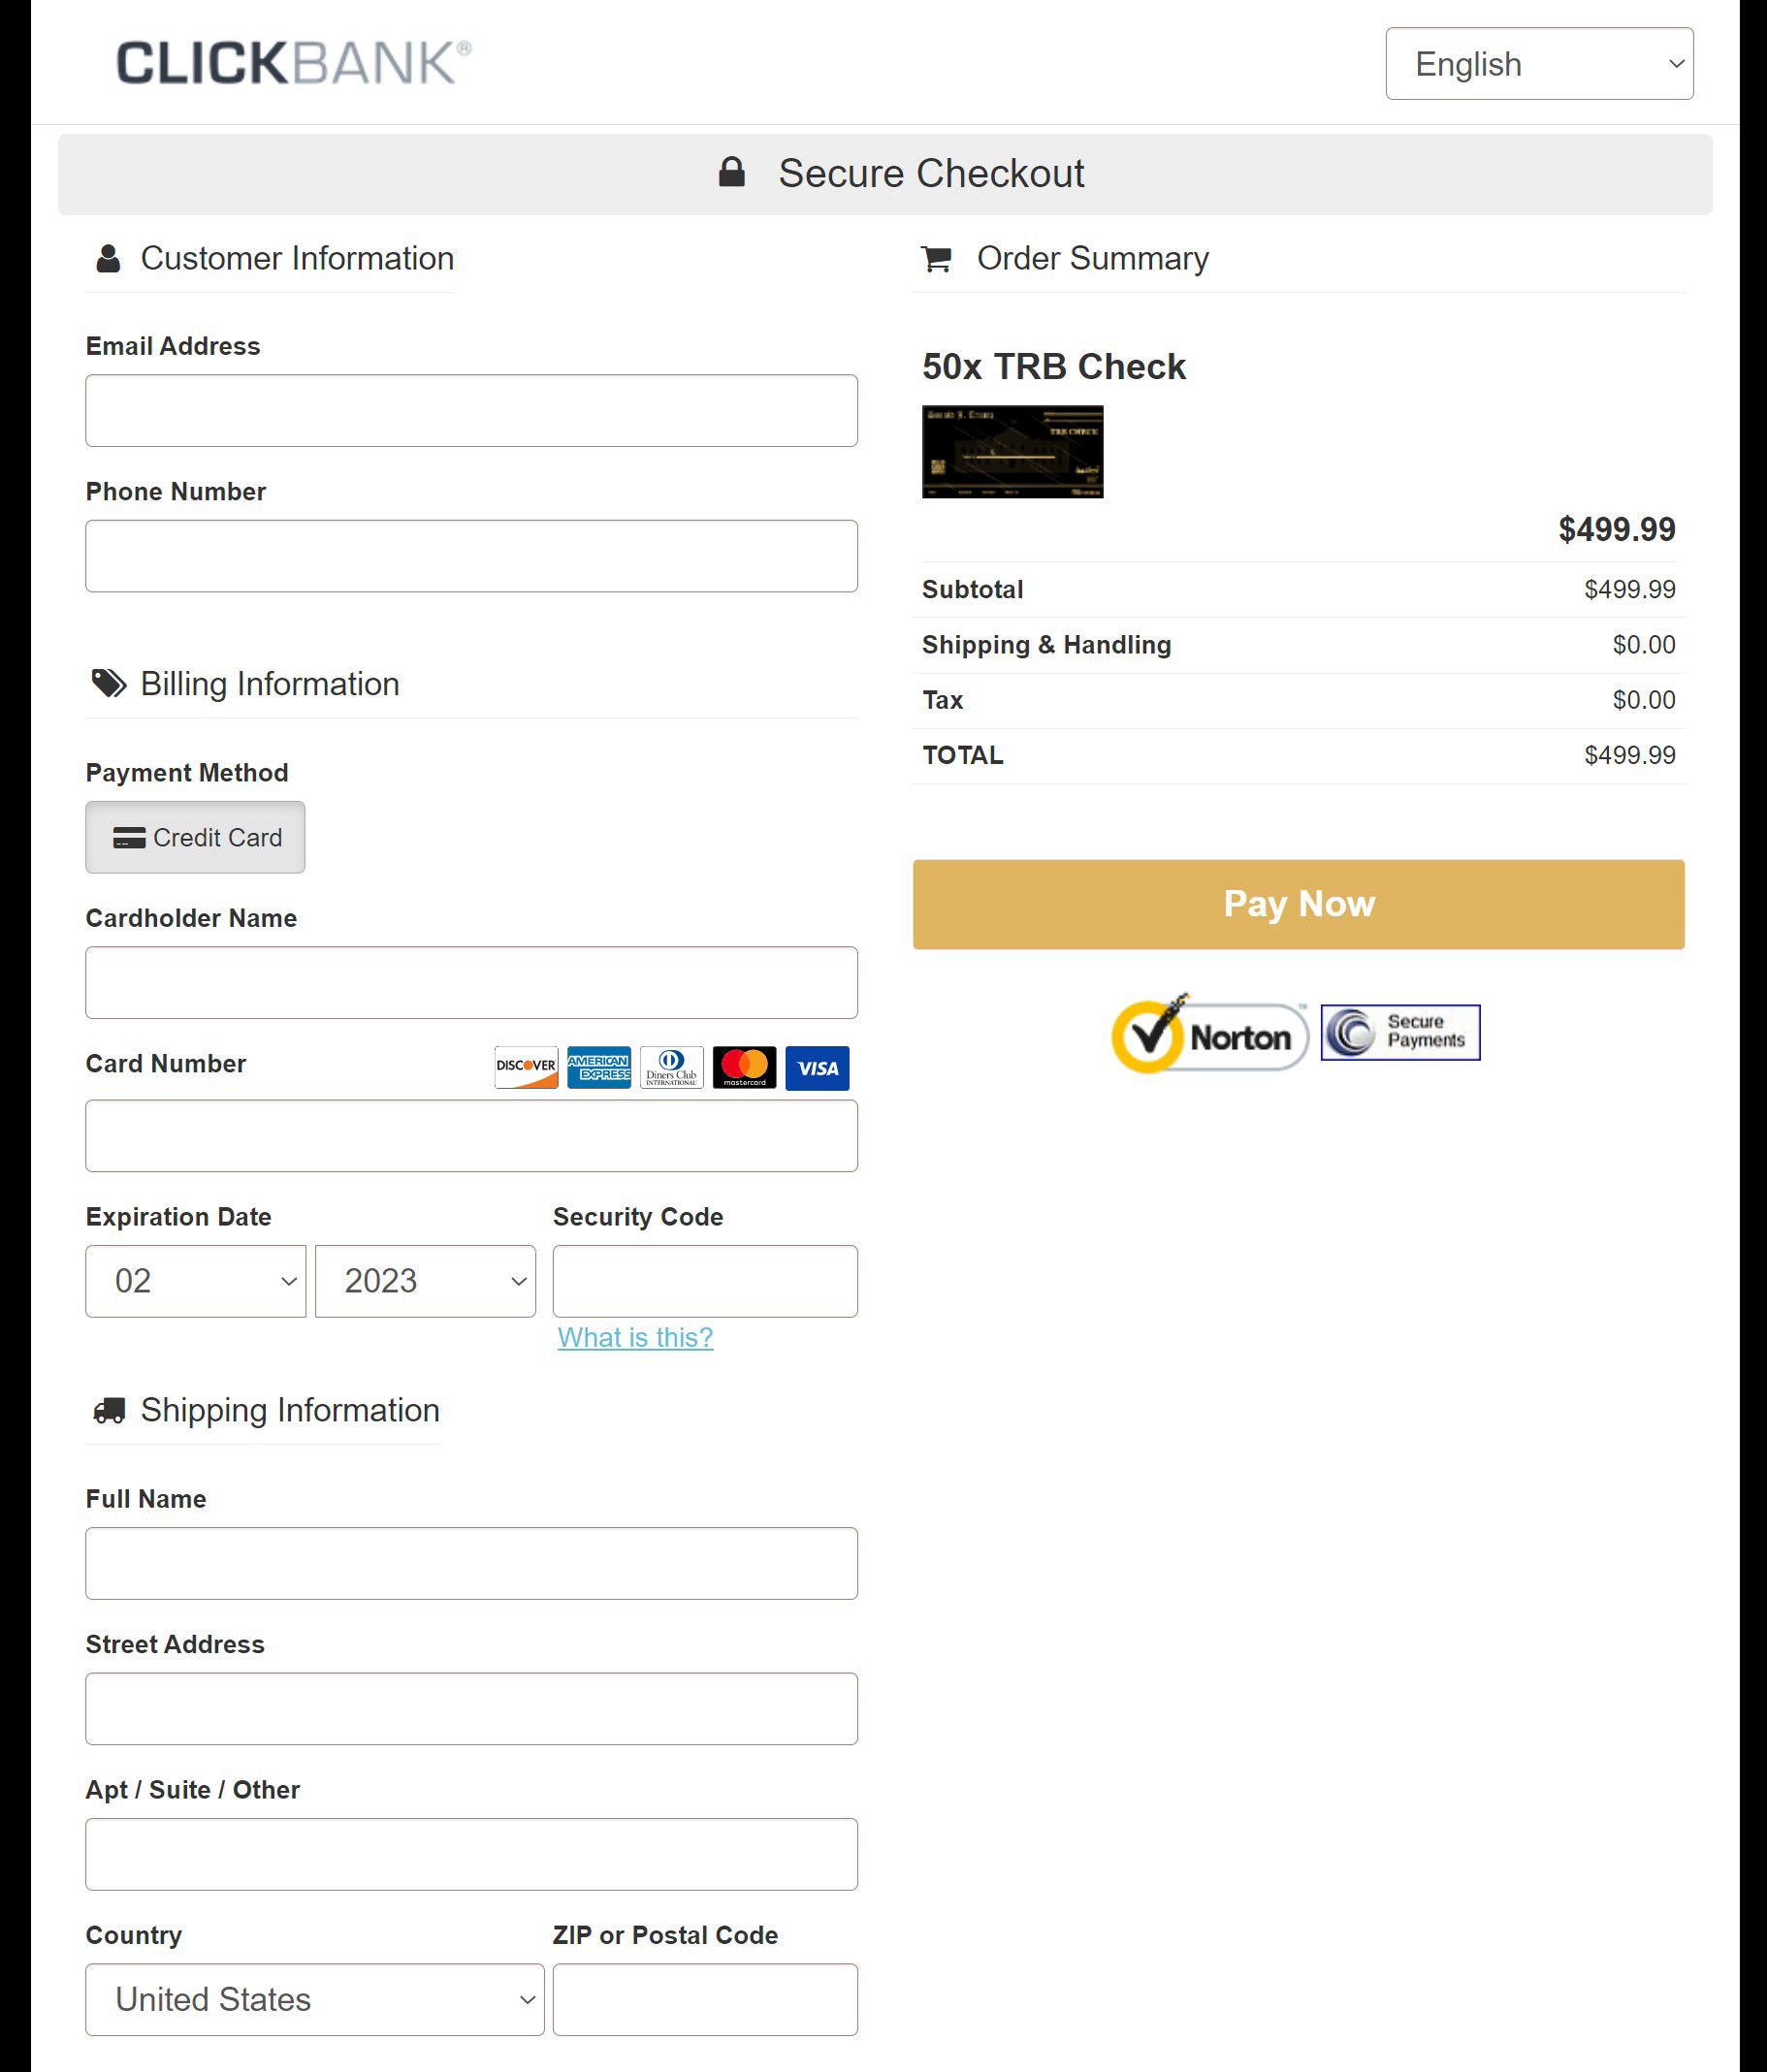 CLICKBANK®
English
Secure Checkout
Customer Information
Email Address
Phone Number
Billing Information
Payment Method
Credit Card
Cardholder Name
Card Number
DISCOVER
AMERICAN
EXPRESS
Diners Club
INTERNATIONAL
mastercard
VISA
Expiration Date
Security Code
02
2023
What is this?
Shipping Information
Full Name
Street Address
Apt / Suite / Other
Country
ZIP or Postal Code
United States
Order Summary
50x TRB Check
TRB CHECK
$499.99
Subtotal $499.99
Shipping & Handling $0.00
Tax $0.00
TOTAL $499.99
Pay Now
Norton
Secure
Payments